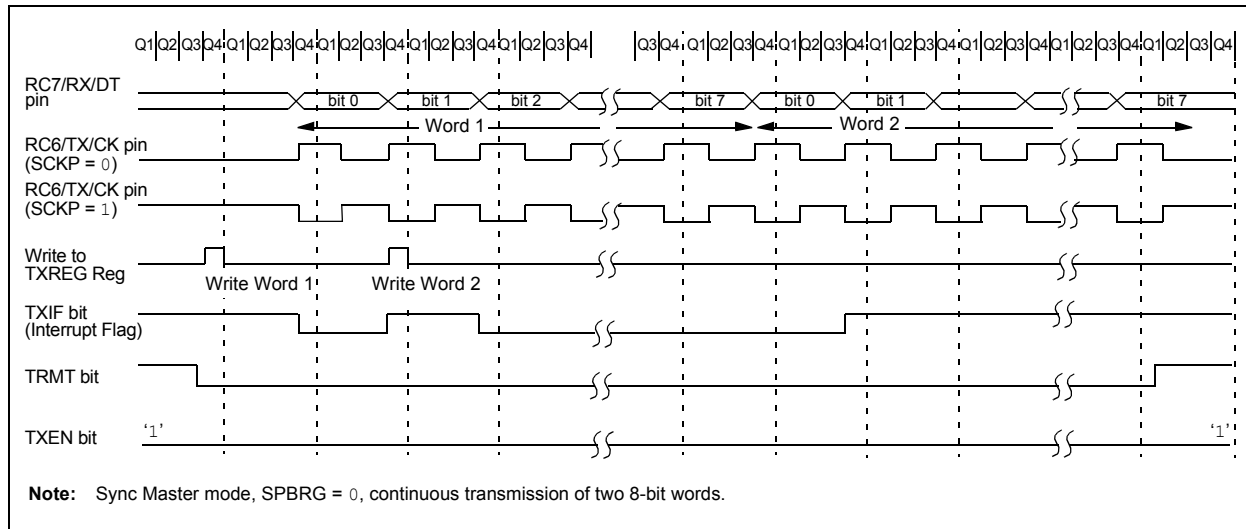 Q1 Q2 Q3 Q4 Q1 Q2 Q3 Q4 Q1 Q2 Q3 Q4 Q1 Q2 Q3 Q4 Q1 Q2 Q3 Q4 Q3 Q4 Q1 Q2 Q3 Q4 Q1 Q2 Q3 Q4 Q1 Q2 Q3 Q4 Q1 Q2 Q3 Q4 Q1 Q2 Q3 Q4 Q1 Q2 Q3 Q4
RC7/RX/DT
pin
bit 0 bit 1 bit 2 bit 7 bit 0 bit 1 bit 7
Word 1 Word 2
RC6/TX/CK pin
(SCKP = 0)
RC6/TX/CK pin
(SCKP = 1)
Write to
TXREG Reg
Write Word 1 Write Word 2
TXIF bit
(Interrupt Flag)
TRMT bit
TXEN bit
‘1’ ‘1’
Note: Sync Master mode, SPBRG = 0, continuous transmission of two 8-bit words.